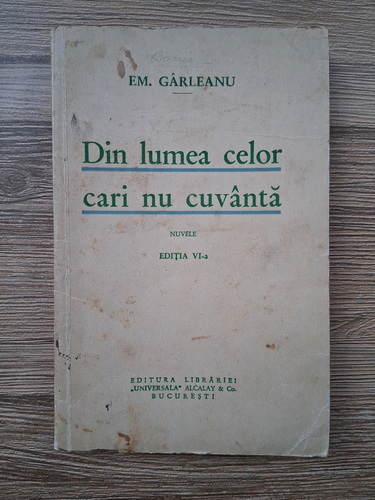 EM. GÂRLEANU
Din lumea celor
cari nu cuvântă
NUVELE
EDIȚIA VI-a
EDITURA LIBRĂRIEI
„UNIVERSALA" ALCALAY & Co.
BUCUREȘTI